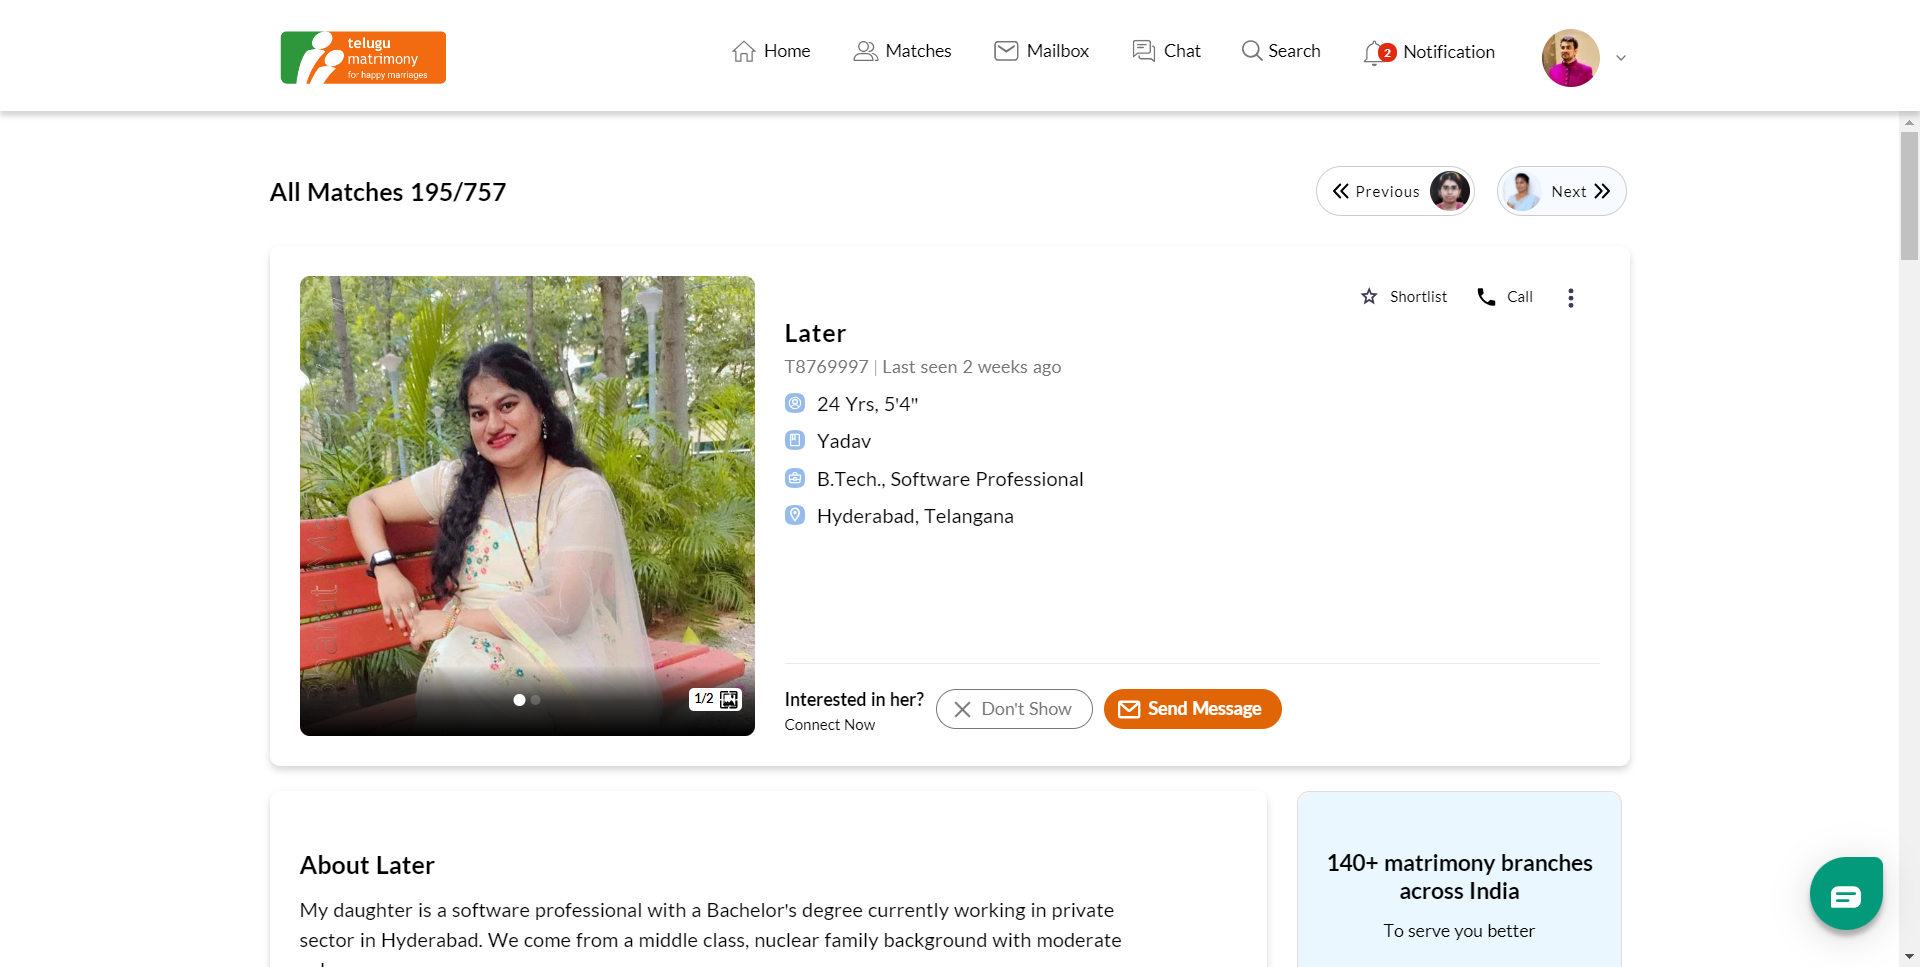 telugu
matrimony
for happy marriages
Home
Matches
Mailbox
Chat
Search
2
Notification
All Matches 195/757
Previous
Next
Shortlist
Call
Later
T8769997 | Last seen 2 weeks ago
24 Yrs, 5'4"
Yadav
B.Tech., Software Professional
Hyderabad, Telangana
1/2
Interested in her?
Connect Now
Don't Show
Send Message
About Later
My daughter is a software professional with a Bachelor's degree currently working in private
sector in Hyderabad. We come from a middle class, nuclear family background with moderate
140+ matrimony branches
across India
To serve you better